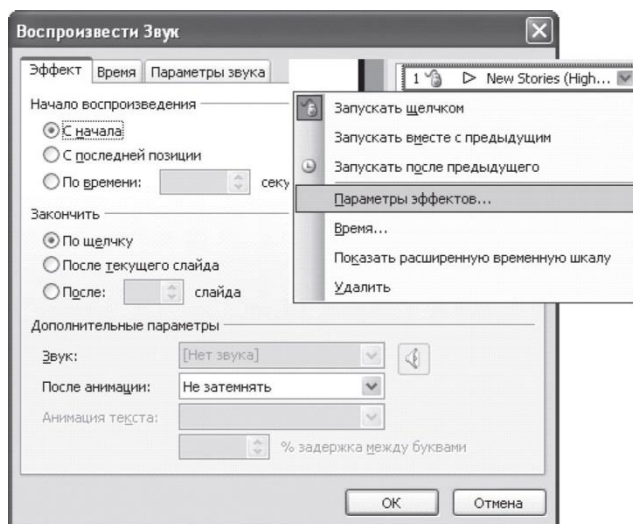 Воспроизвести Звук
Эффект Время Параметры звука
Начало воспроизведения
С начала
С последней позиции
По времени: секу
Закончить
По щелчку
После текущего слайда
После: слайда
Дополнительные параметры
Звук: [Нет звука]
После анимации: Не затемнять
Анимация текста:
% задержка между буквами
ОК Отмена
1 New Stories (High...
Запускать щелчком
Запускать вместе с предыдущим
Запускать после предыдущего
Параметры эффектов...
Время...
Показать расширенную временную шкалу
Удалить